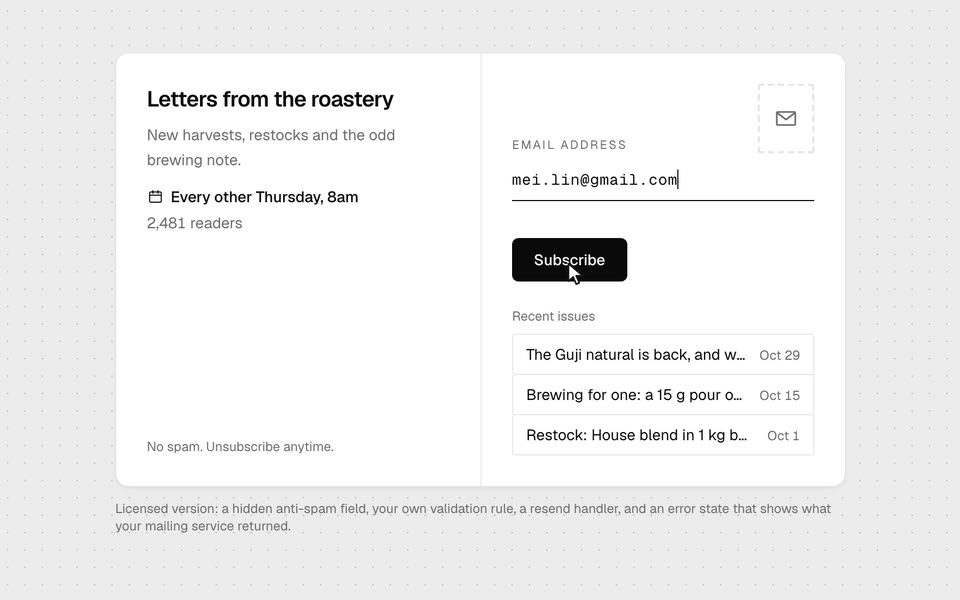 Letters from the roastery
New harvests, restocks and the odd
brewing note.
Every other Thursday, 8am
2,481 readers
No spam. Unsubscribe anytime.
EMAIL ADDRESS
mei.lin@gmail.com
Subscribe
Recent issues
The Guji natural is back, and w... Oct 29
Brewing for one: a 15 g pour o... Oct 15
Restock: House blend in 1 kg b... Oct 1
Licensed version: a hidden anti-spam field, your own validation rule, a resend handler, and an error state that shows what
your mailing service returned.